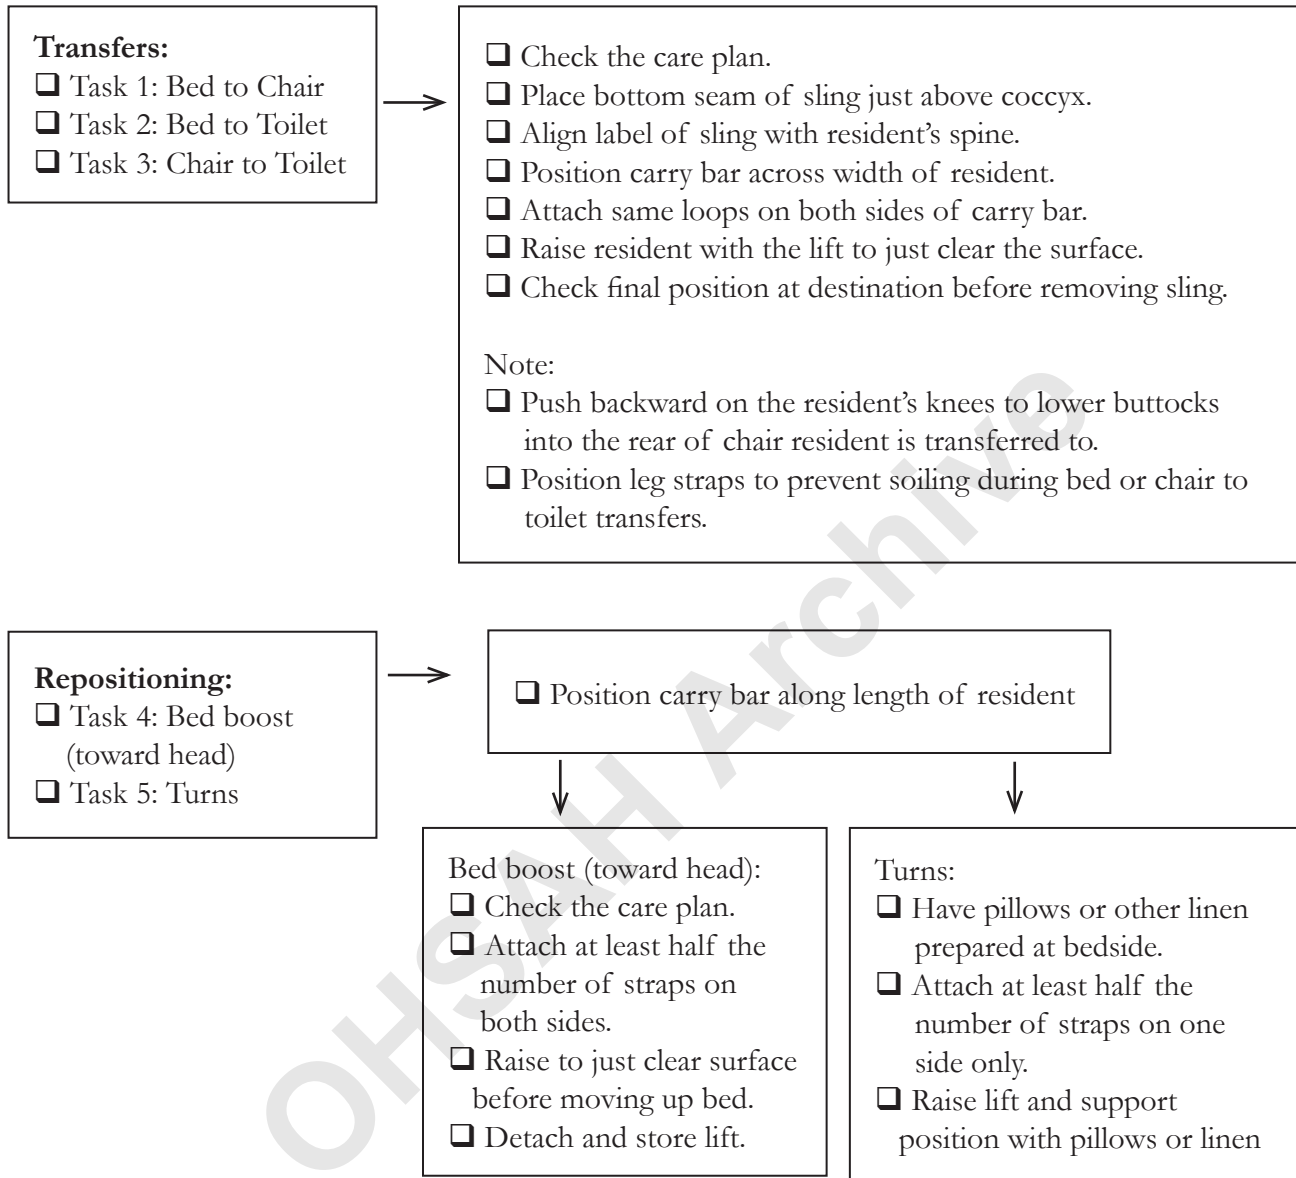 Transfers:
❑ Task 1: Bed to Chair
❑ Task 2: Bed to Toilet
❑ Task 3: Chair to Toilet
❑ Check the care plan.
❑ Place bottom seam of sling just above coccyx.
❑ Align label of sling with resident's spine.
❑ Position carry bar across width of resident.
❑ Attach same loops on both sides of carry bar.
❑ Raise resident with the lift to just clear the surface.
❑ Check final position at destination before removing sling.
Note:
❑ Push backward on the resident's knees to lower buttocks
into the rear of chair resident is transferred to.
❑ Position leg straps to prevent soiling during bed or chair to
toilet transfers.
Repositioning:
❑ Task 4: Bed boost
(toward head)
❑ Task 5: Turns
❑ Position carry bar along length of resident
Bed boost (toward head):
❑ Check the care plan.
❑ Attach at least half the
number of straps on
both sides.
❑ Raise to just clear surface
before moving up bed.
❑ Detach and store lift.
Turns:
❑ Have pillows or other linen
prepared at bedside.
❑ Attach at least half the
number of straps on one
side only.
❑ Raise lift and support
position with pillows or linen
OHSAH Archive